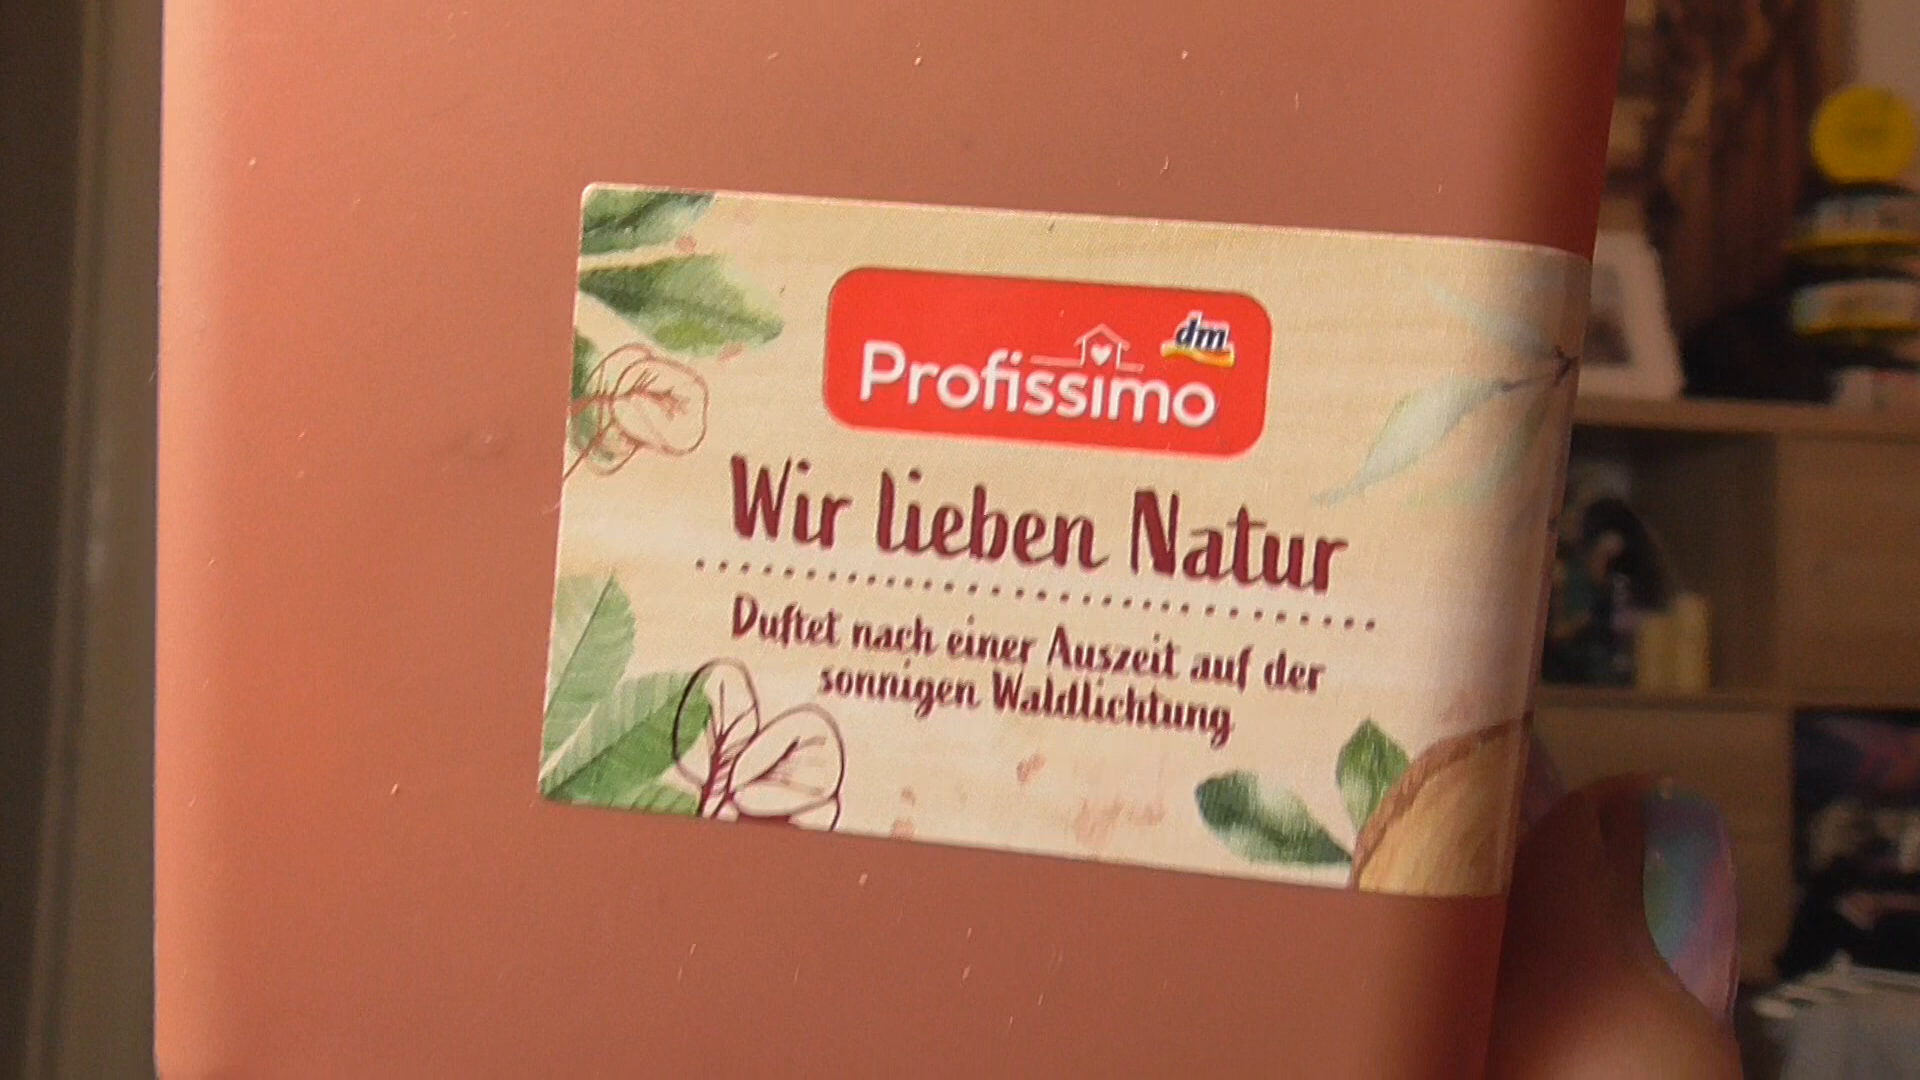 dm
Profissimo
Wir lieben Natur
Duftet nach einer Auszeit auf der
sonnigen Waldlichtung